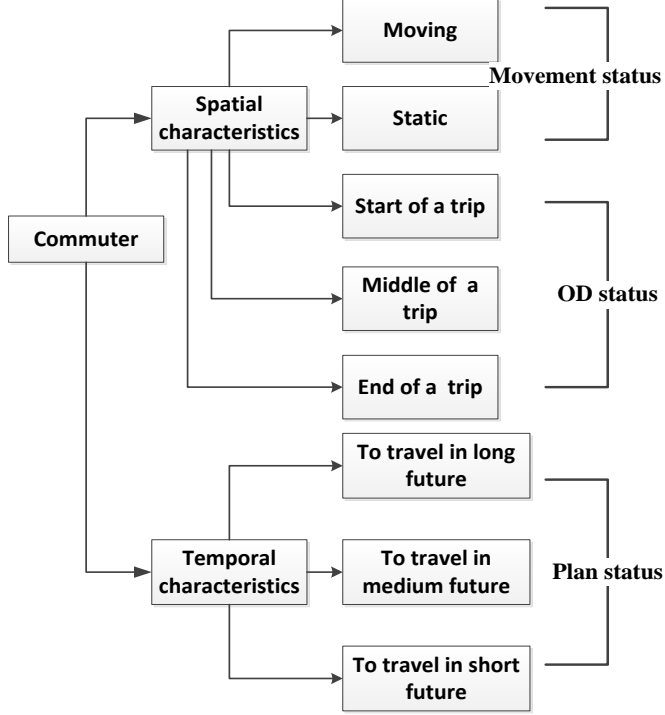 Moving
Movement status
Spatial
characteristics
Static
Start of a trip
Commuter
Middle of a
trip
OD status
End of a trip
To travel in long
future
Temporal
characteristics
To travel in
medium future
Plan status
To travel in short
future